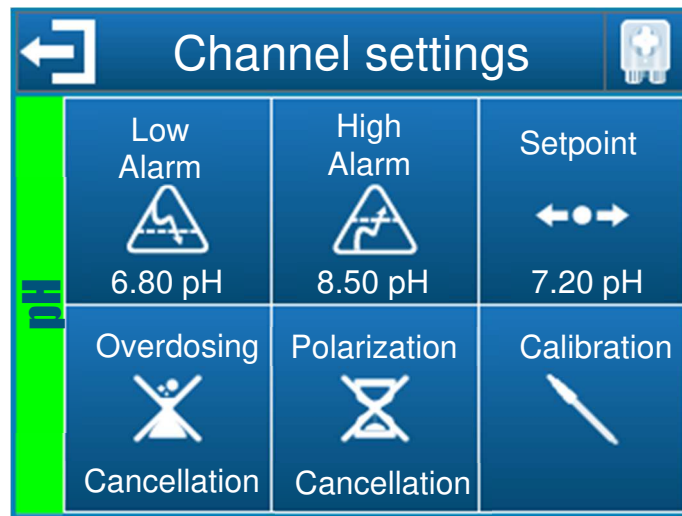 Channel settings
pH
Low
Alarm
6.80 pH
High
Alarm
8.50 pH
Setpoint
7.20 pH
Overdosing
Cancellation
Polarization
Cancellation
Calibration